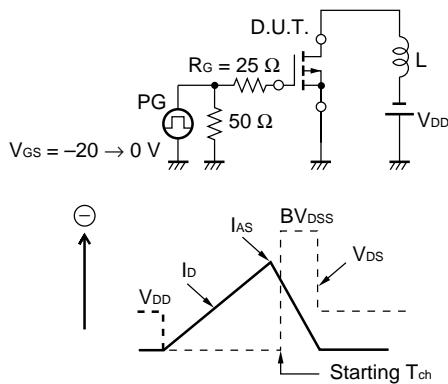 D.U.T.
RG = 25 Ω
L
PG
50 Ω
VDD
VGS = −20 → 0 V
⊖
IAS
BVDSS
ID
VDS
VDD
Starting Tch